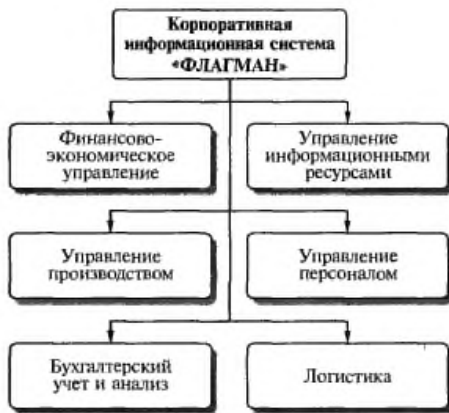 Корпоративная
информационная система
«ФЛАГМАН»
Финансово-
экономическое
управление
Управление
информационными
ресурсами
Управление
производством
Управление
персоналом
Бухгалтерский
учет и анализ
Логистика